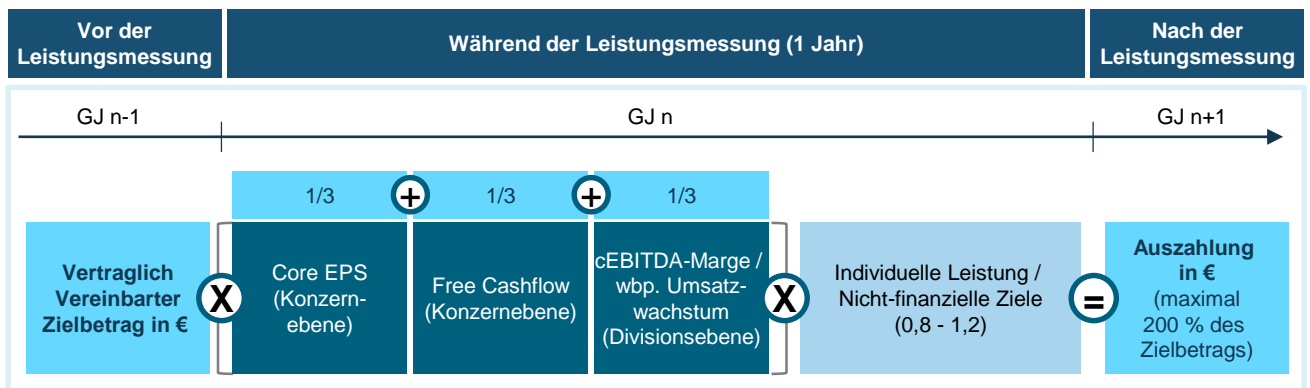 Vor der
Leistungsmessung
Während der Leistungsmessung (1 Jahr)
Nach der
Leistungsmessung
GJ n-1
GJ n
GJ n+1
1/3
+
1/3
+
1/3
Vertraglich
Vereinbarter
Zielbetrag in €
X
Core EPS
(Konzern-
ebene)
Free Cashflow
(Konzernebene)
cEBITDA-Marge /
wbp. Umsatz-
wachstum
(Divisionsebene)
X
Individuelle Leistung /
Nicht-finanzielle Ziele
(0,8 - 1,2)
=
Auszahlung
in €
(maximal
200 % des
Zielbetrags)